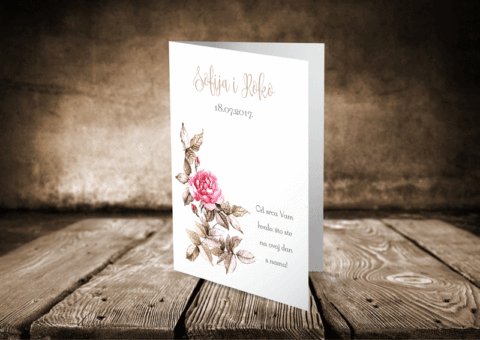 Sofija i Roko
18.07.2017.
Od srca Vam
hvala što ste
na ovaj dan
s nama!